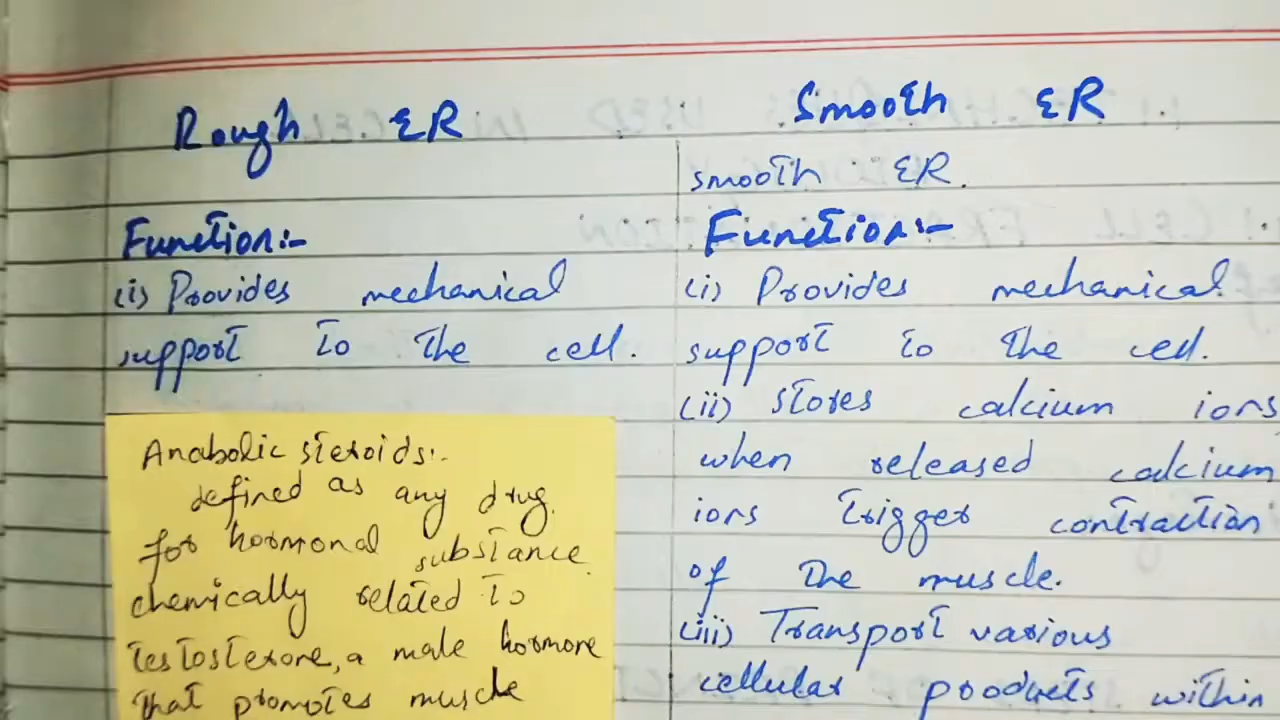 Rough ER
Function:-
(i) Provides mechanical
support to the cell.
Anabolic steroids:-
defined as any drug
for hormonal substance
chemically related to
testosterone, a male hormone
that promotes muscle
Smooth ER
smooth ER.
Function:-
(i) Provides mechanical
support to the cell.
(ii) stores calcium ions
when released calcium
ions trigger contraction
of the muscle.
(iii) Transport various
cellular products within